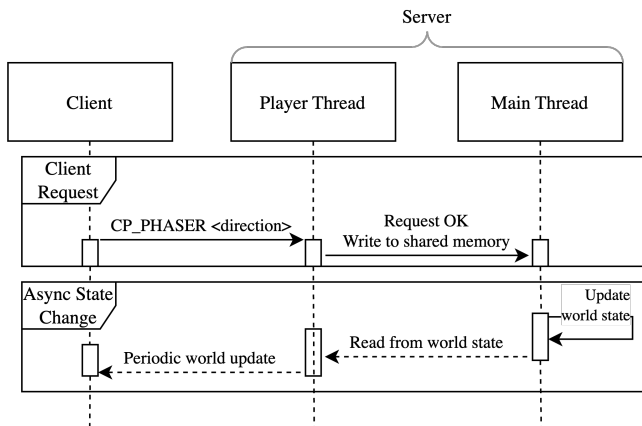 Server
Client
Player Thread
Main Thread
Client
Request
CP_PHASER <direction>
Request OK
Write to shared memory
Async State
Change
Update
world state
Read from world state
Periodic world update